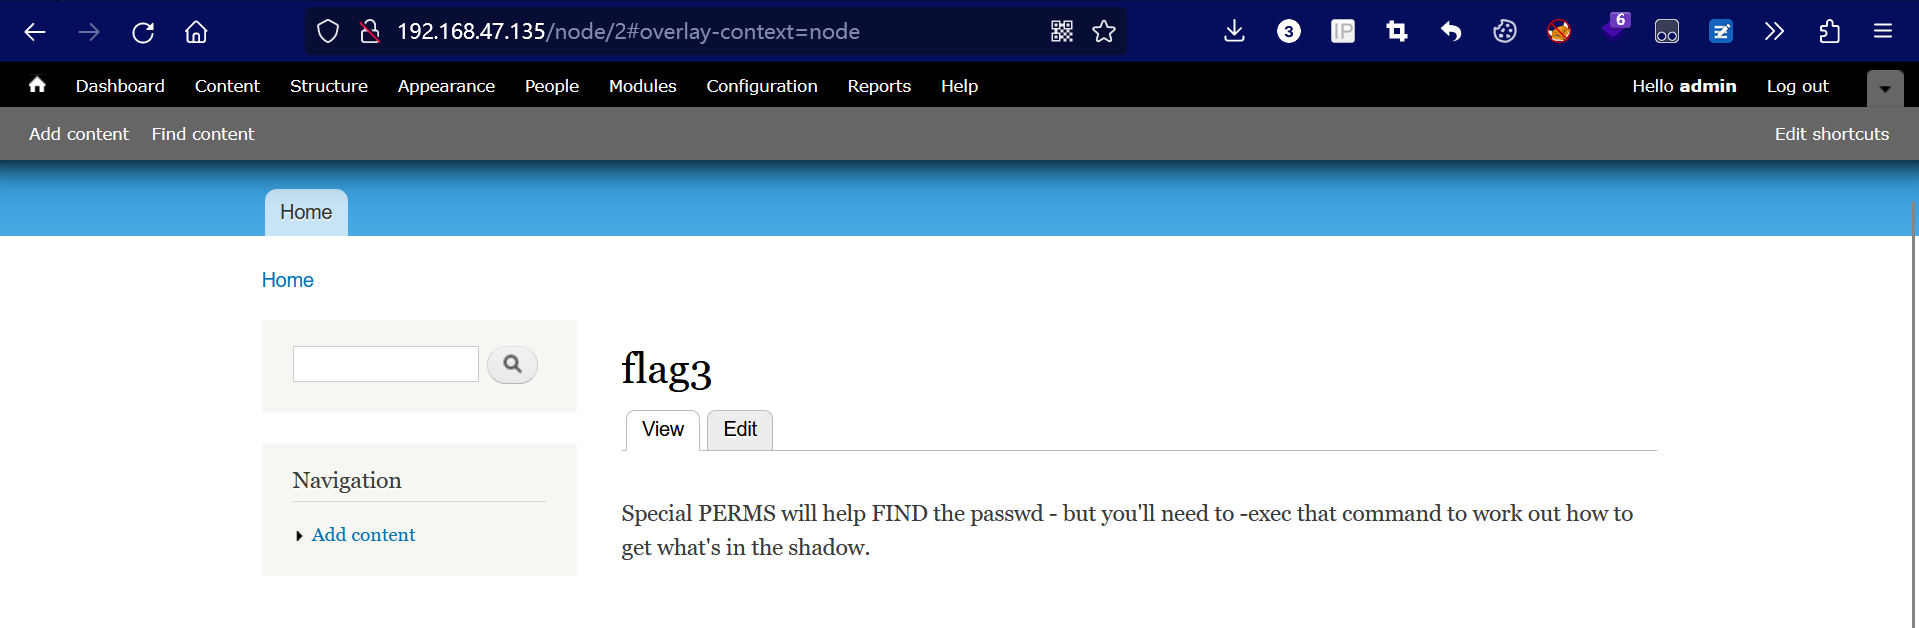 192.168.47.135/node/2#overlay-context=node
3
IP
6
Dashboard Content Structure Appearance People Modules Configuration Reports Help Hello admin Log out
Add content Find content Edit shortcuts
Home
Home
flag3
View Edit
Navigation
Add content
Special PERMS will help FIND the passwd - but you'll need to -exec that command to work out how to
get what's in the shadow.